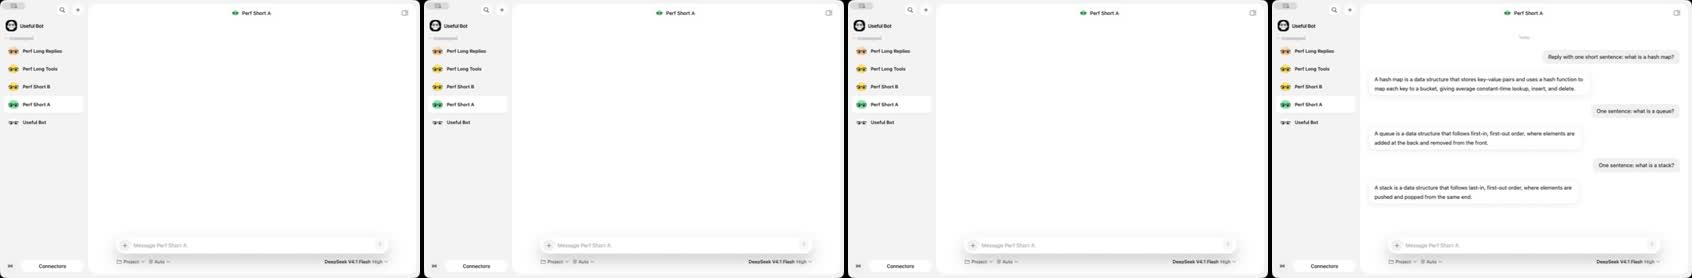 Perf Short A
Useful Bot
Perf Long Replies
Perf Long Tools
Perf Short B
Perf Short A
Useful Bot
Message Perf Short A
Project
Auto
DeepSeek V4.1 Flash High
Connectors
Perf Short A
Useful Bot
Perf Long Replies
Perf Long Tools
Perf Short B
Perf Short A
Useful Bot
Message Perf Short A
Project
Auto
DeepSeek V4.1 Flash High
Connectors
Perf Short A
Useful Bot
Perf Long Replies
Perf Long Tools
Perf Short B
Perf Short A
Useful Bot
Message Perf Short A
Project
Auto
DeepSeek V4.1 Flash High
Connectors
Perf Short A
Useful Bot
Perf Long Replies
Perf Long Tools
Perf Short B
Perf Short A
Useful Bot
Today
Reply with one short sentence: what is a hash map?
A hash map is a data structure that stores key-value pairs and uses a hash function to
map each key to a bucket, giving average constant-time lookup, insert, and delete.
One sentence: what is a queue?
A queue is a data structure that follows first-in, first-out order, where elements are
added at the back and removed from the front.
One sentence: what is a stack?
A stack is a data structure that follows last-in, first-out order, where elements are
pushed and popped from the same end.
Message Perf Short A
Project
Auto
DeepSeek V4.1 Flash High
Connectors